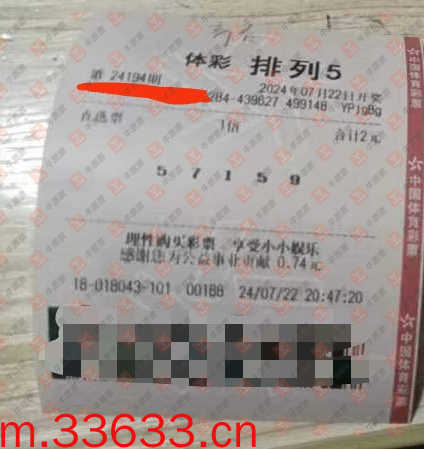 体彩 排列5
第 24194期
2024年07月22日开奖
284-439627 499148 YPigBg
直选票 1倍 合计2元
5 7 1 5 9
理性购买彩票 享受小小娱乐
感谢您为公益事业贡献 0.74元
18-018043-101 00188 24/07/22 20:47:20
中国体育彩票
中国体育彩票
中国体育彩票
m.33633.cn